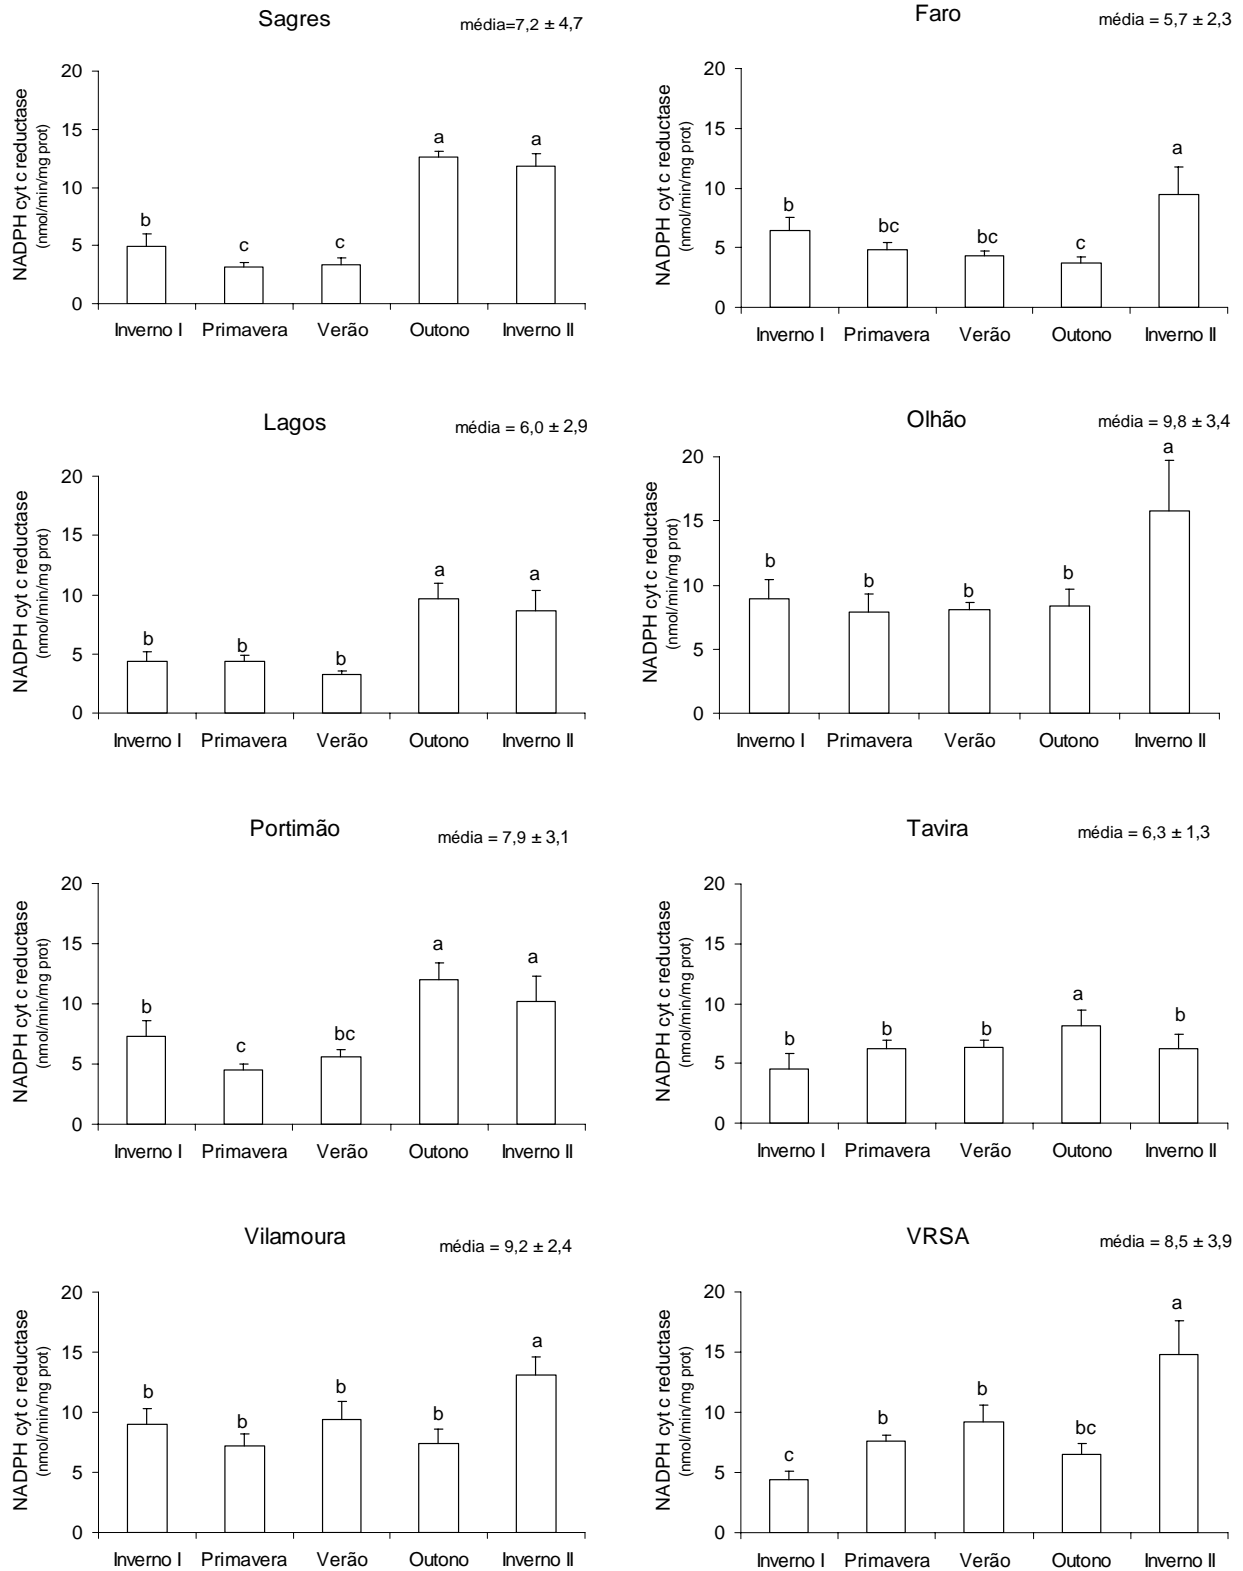 Sagres
média=7,2 ± 4,7
NADPH cyt c reductase
(nmol/min/mg prot)
20
15
10
5
0
b
c
c
a
a
Inverno I Primavera Verão Outono Inverno II
Faro
média = 5,7 ± 2,3
NADPH cyt c reductase
(nmol/min/mg prot)
20
15
10
5
0
b
bc
bc
c
a
Inverno I Primavera Verão Outono Inverno II
Lagos
média = 6,0 ± 2,9
NADPH cyt c reductase
(nmol/min/mg prot)
20
15
10
5
0
b
b
b
a
a
Inverno I Primavera Verão Outono Inverno II
Olhão
média = 9,8 ± 3,4
NADPH cyt c reductase
(nmol/min/mg prot)
20
15
10
5
0
b
b
b
b
a
Inverno I Primavera Verão Outono Inverno II
Portimão
média = 7,9 ± 3,1
NADPH cyt c reductase
(nmol/min/mg prot)
20
15
10
5
0
b
c
bc
a
a
Inverno I Primavera Verão Outono Inverno II
Tavira
média = 6,3 ± 1,3
NADPH cyt c reductase
(nmol/min/mg prot)
20
15
10
5
0
b
b
b
a
b
Inverno I Primavera Verão Outono Inverno II
Vilamoura
média = 9,2 ± 2,4
NADPH cyt c reductase
(nmol/min/mg prot)
20
15
10
5
0
b
b
b
b
a
Inverno I Primavera Verão Outono Inverno II
VRSA
média = 8,5 ± 3,9
NADPH cyt c reductase
(nmol/min/mg prot)
20
15
10
5
0
c
b
b
bc
a
Inverno I Primavera Verão Outono Inverno II